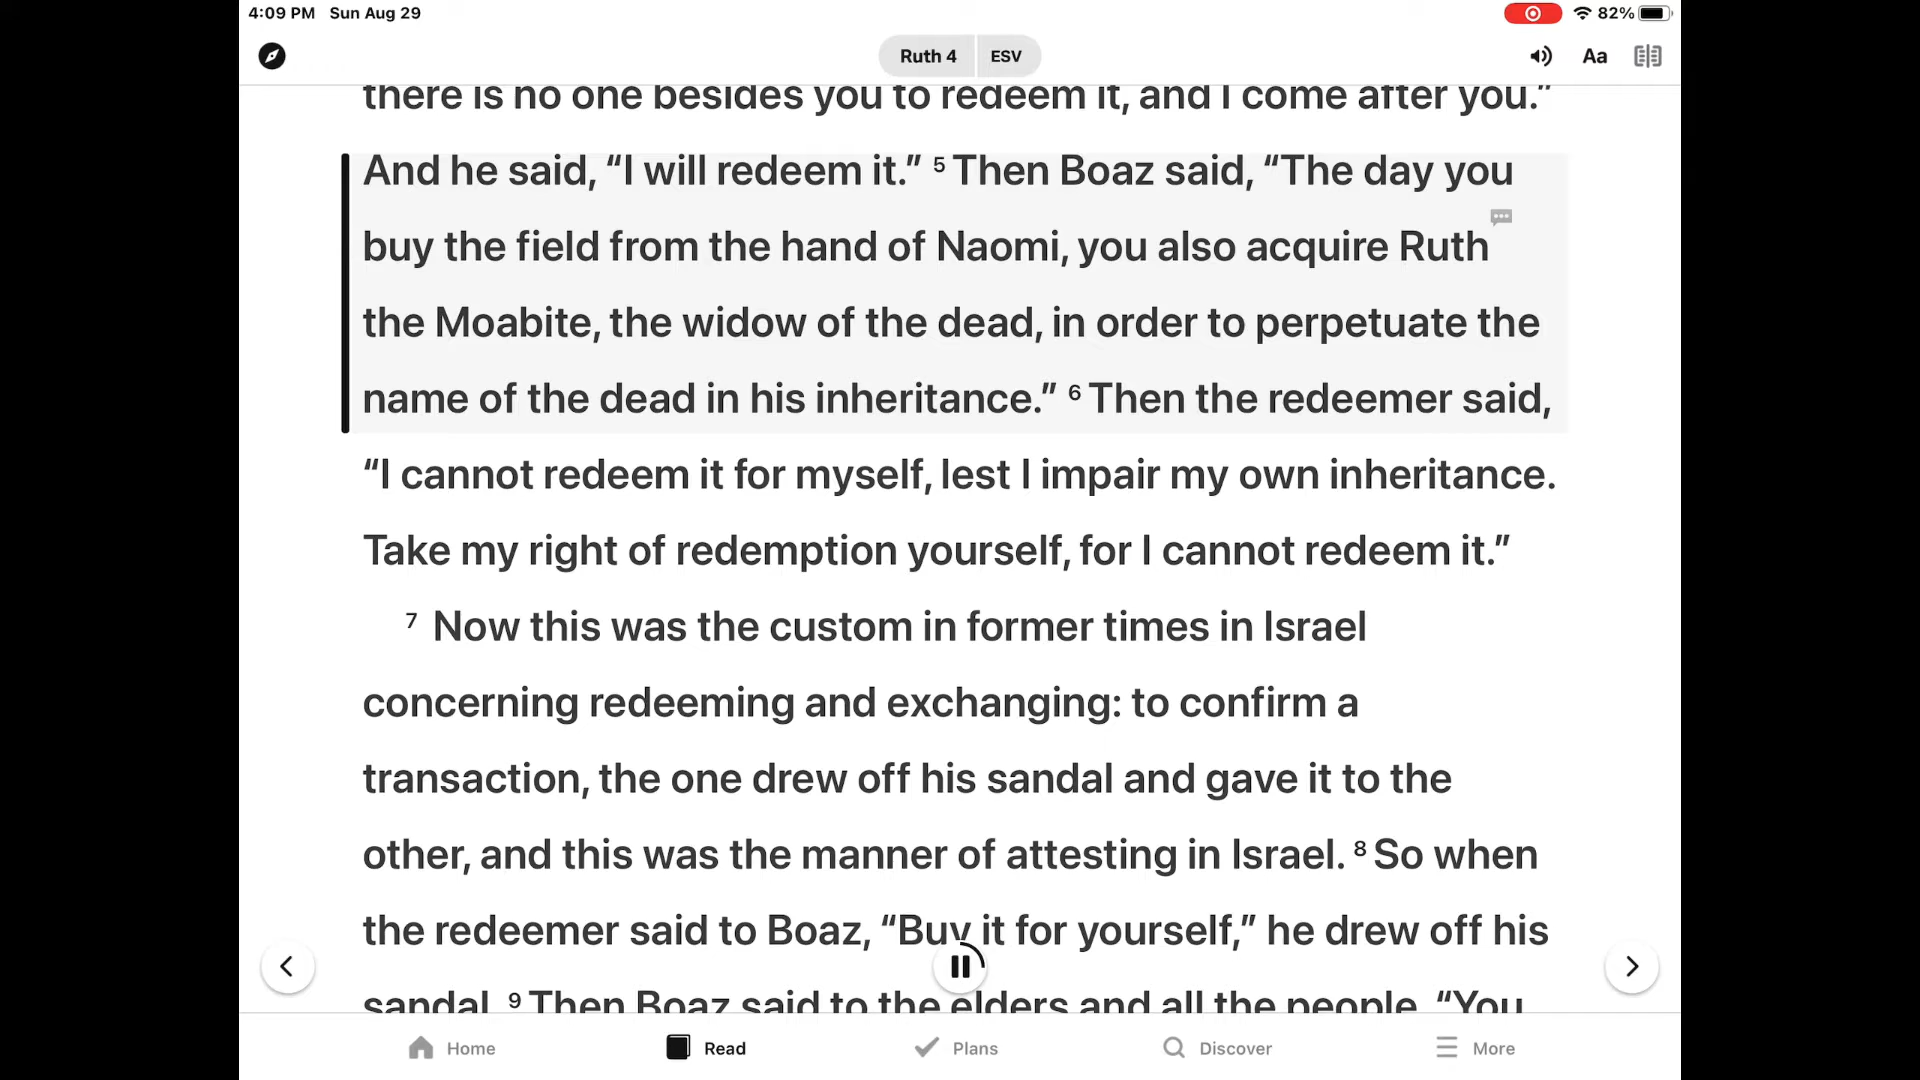 4:09 PM Sun Aug 29 82%
Ruth 4 ESV Aa
there is no one besides you to redeem it, and I come after you.”
And he said, “I will redeem it.” 5 Then Boaz said, “The day you
buy the field from the hand of Naomi, you also acquire Ruth
the Moabite, the widow of the dead, in order to perpetuate the
name of the dead in his inheritance.” 6 Then the redeemer said,
“I cannot redeem it for myself, lest I impair my own inheritance.
Take my right of redemption yourself, for I cannot redeem it.”
7 Now this was the custom in former times in Israel
concerning redeeming and exchanging: to confirm a
transaction, the one drew off his sandal and gave it to the
other, and this was the manner of attesting in Israel. 8 So when
the redeemer said to Boaz, “Buy it for yourself,” he drew off his
sandal. 9 Then Boaz said to the elders and all the people, “You
Home Read Plans Discover More